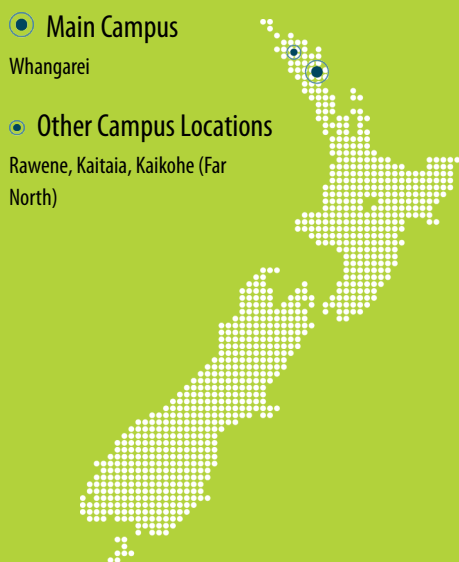 Main Campus
Whangarei
Other Campus Locations
Rawene, Kaitaia, Kaikohe (Far
North)